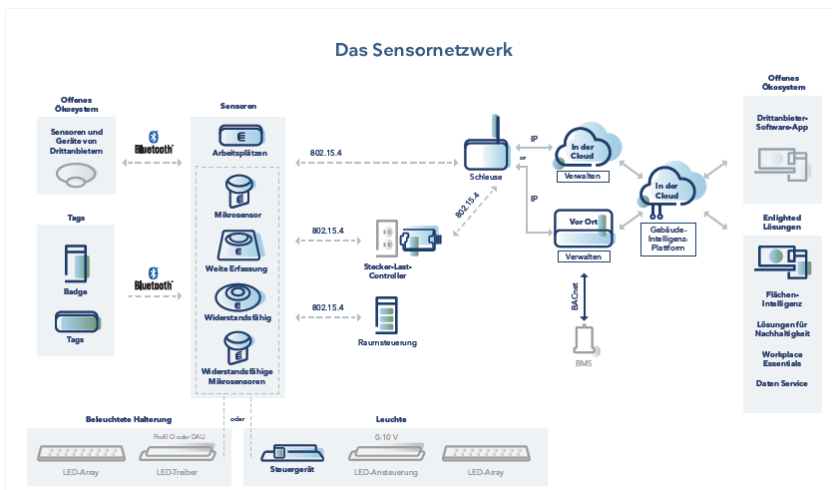 Das Sensornetzwerk
Offenes
Ökosystem
Sensoren und
Geräte von
Drittanbietern
Bluetooth
Tags
Badge
Tags
Bluetooth
Sensoren
Arbeitsplätzen
Mikrosensor
Weite Erfassung
Widerstandsfähig
Widerstandsfähige
Mikrosensoren
802.15.4
802.15.4
802.15.4
802.15.4
Stecker-Last-
Controller
Raumsteuerung
Schleuse
IP
or
IP
In der
Cloud
Verwalten
Vor Ort
Verwalten
BACnet
BMS
In der
Cloud
Gebäude-
Intelligenz-
Plattform
Offenes
Ökosystem
Drittanbieter-
Software-App
Enlighted
Lösungen
Flächen-
Intelligenz
Lösungen für
Nachhaltigkeit
Workplace
Essentials
Daten Service
Beleuchtete Halterung
oder
Leuchte
Profil O oder DALI
0-10 V
LED-Array
LED-Treiber
Steuergerät
LED-Ansteuerung
LED-Array